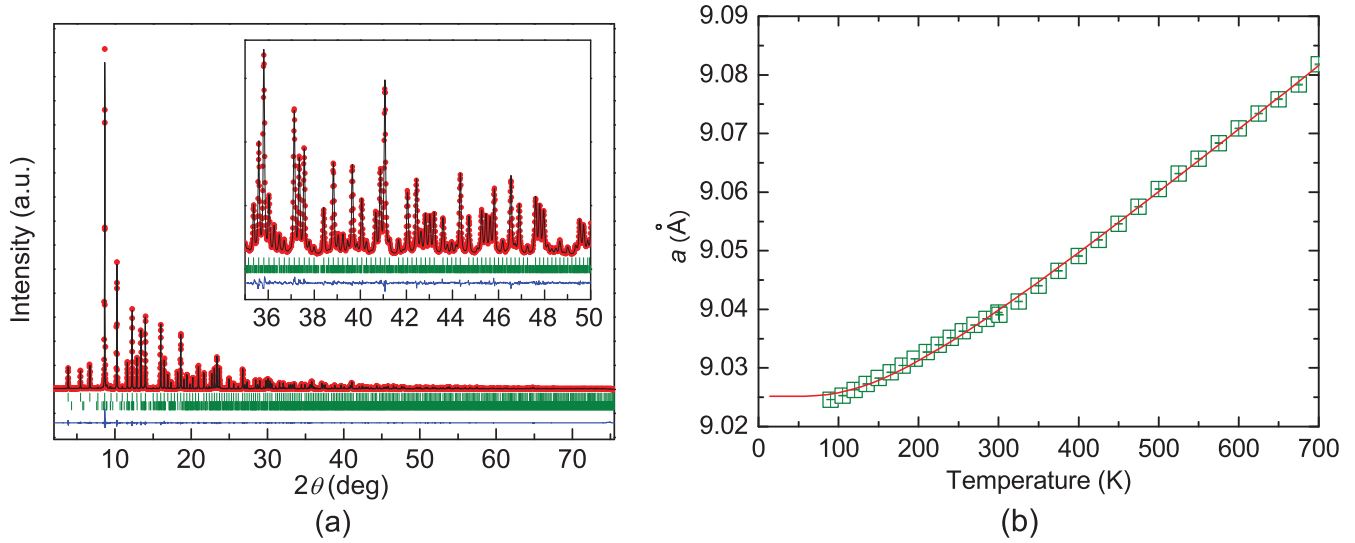 Intensity (a.u.)
36 38 40 42 44 46 48 50
10 20 30 40 50 60 70
2θ (deg)
(a)
9.09
9.08
9.07
9.06
9.05
9.04
9.03
9.02
a (Å)
0 100 200 300 400 500 600 700
Temperature (K)
(b)